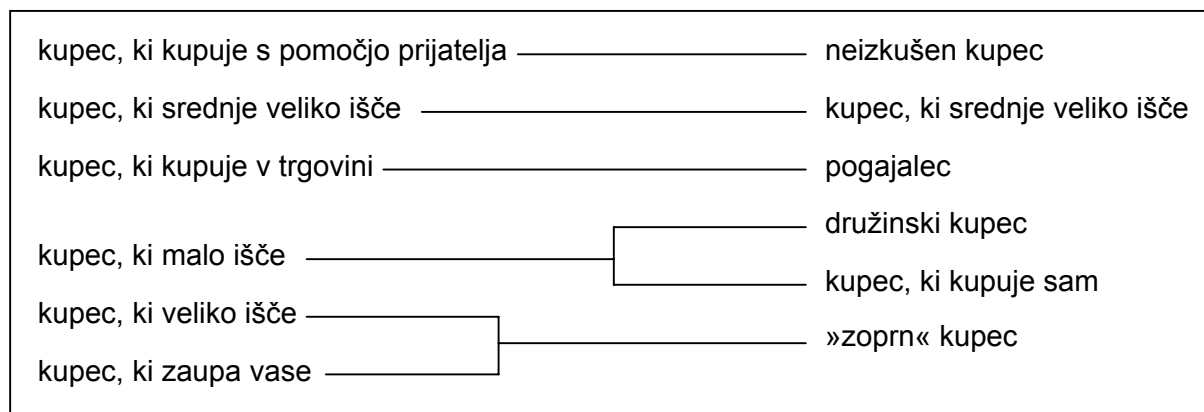 kupec, ki kupuje s pomočjo prijatelja
neizkušen kupec
kupec, ki srednje veliko išče
kupec, ki srednje veliko išče
kupec, ki kupuje v trgovini
pogajalec
družinski kupec
kupec, ki malo išče
kupec, ki kupuje sam
kupec, ki veliko išče
»zoprn« kupec
kupec, ki zaupa vase